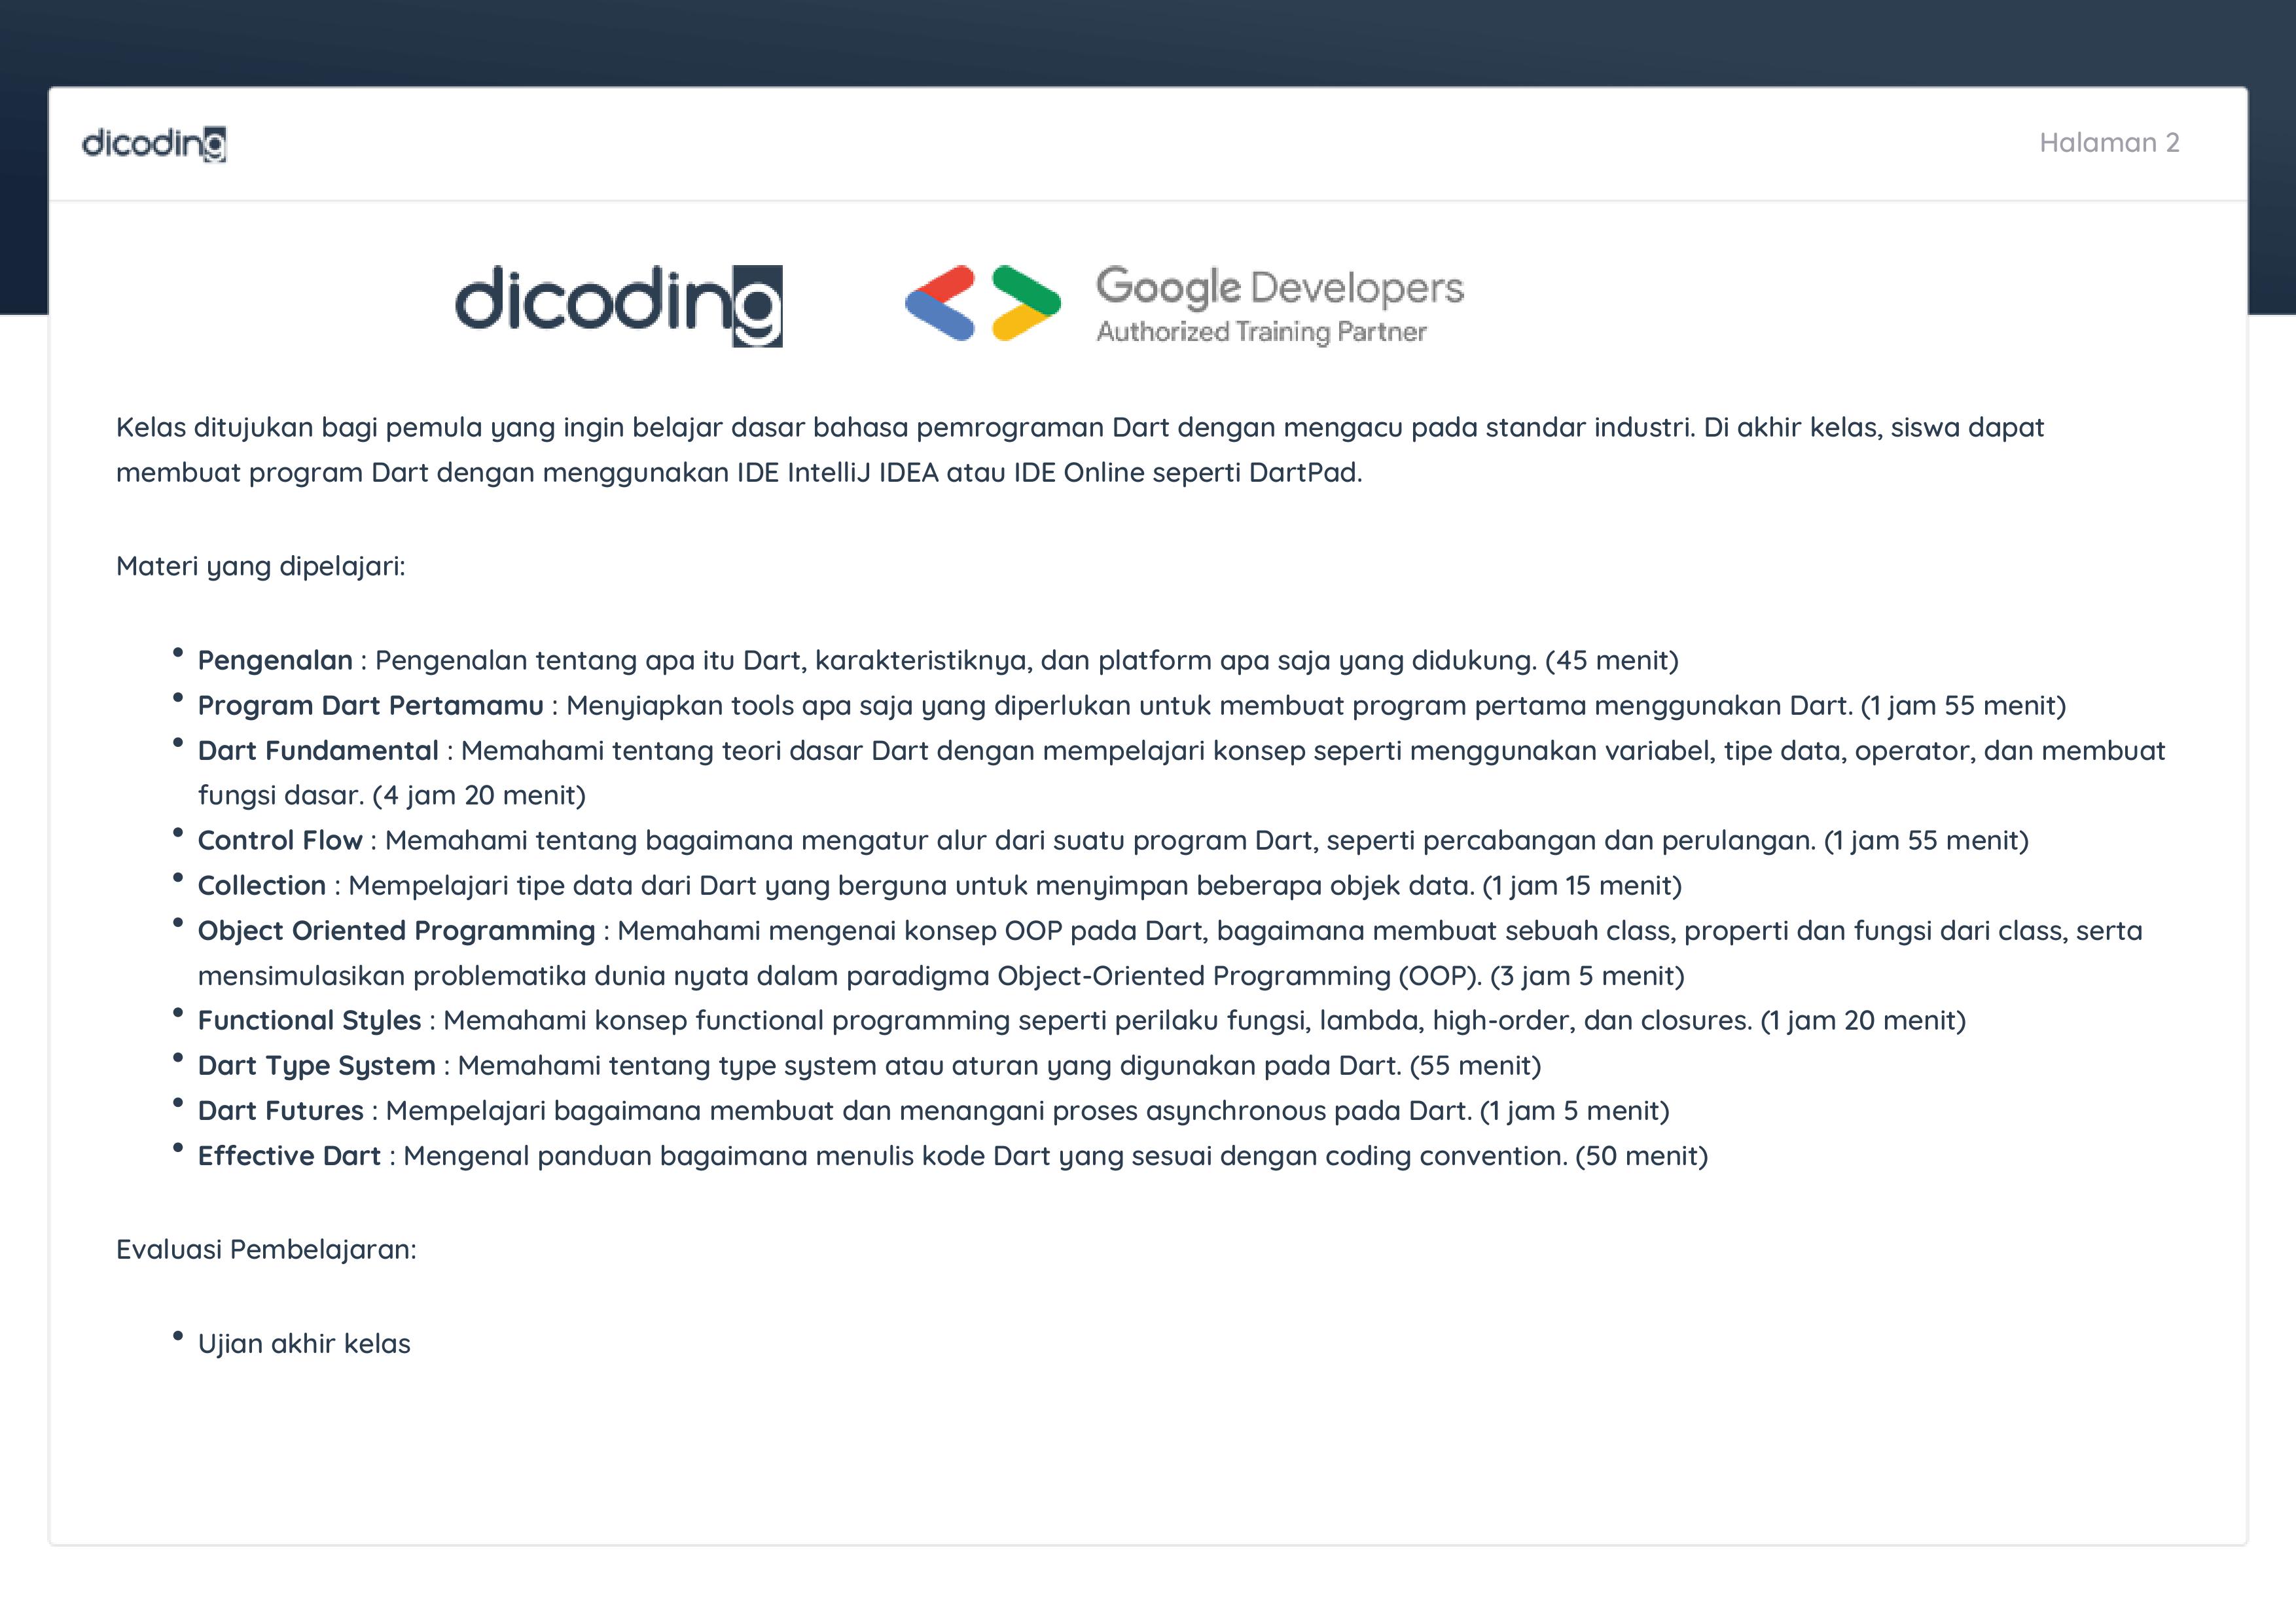 dicoding
Halaman 2
dicoding
Google Developers
Authorized Training Partner
Kelas ditujukan bagi pemula yang ingin belajar dasar bahasa pemrograman Dart dengan mengacu pada standar industri. Di akhir kelas, siswa dapat
membuat program Dart dengan menggunakan IDE IntelliJ IDEA atau IDE Online seperti DartPad.
Materi yang dipelajari:
• Pengenalan : Pengenalan tentang apa itu Dart, karakteristiknya, dan platform apa saja yang didukung. (45 menit)
• Program Dart Pertamamu : Menyiapkan tools apa saja yang diperlukan untuk membuat program pertama menggunakan Dart. (1 jam 55 menit)
• Dart Fundamental : Memahami tentang teori dasar Dart dengan mempelajari konsep seperti menggunakan variabel, tipe data, operator, dan membuat
fungsi dasar. (4 jam 20 menit)
• Control Flow : Memahami tentang bagaimana mengatur alur dari suatu program Dart, seperti percabangan dan perulangan. (1 jam 55 menit)
• Collection : Mempelajari tipe data dari Dart yang berguna untuk menyimpan beberapa objek data. (1 jam 15 menit)
• Object Oriented Programming : Memahami mengenai konsep OOP pada Dart, bagaimana membuat sebuah class, properti dan fungsi dari class, serta
mensimulasikan problematika dunia nyata dalam paradigma Object-Oriented Programming (OOP). (3 jam 5 menit)
• Functional Styles : Memahami konsep functional programming seperti perilaku fungsi, lambda, high-order, dan closures. (1 jam 20 menit)
• Dart Type System : Memahami tentang type system atau aturan yang digunakan pada Dart. (55 menit)
• Dart Futures : Mempelajari bagaimana membuat dan menangani proses asynchronous pada Dart. (1 jam 5 menit)
• Effective Dart : Mengenal panduan bagaimana menulis kode Dart yang sesuai dengan coding convention. (50 menit)
Evaluasi Pembelajaran:
• Ujian akhir kelas